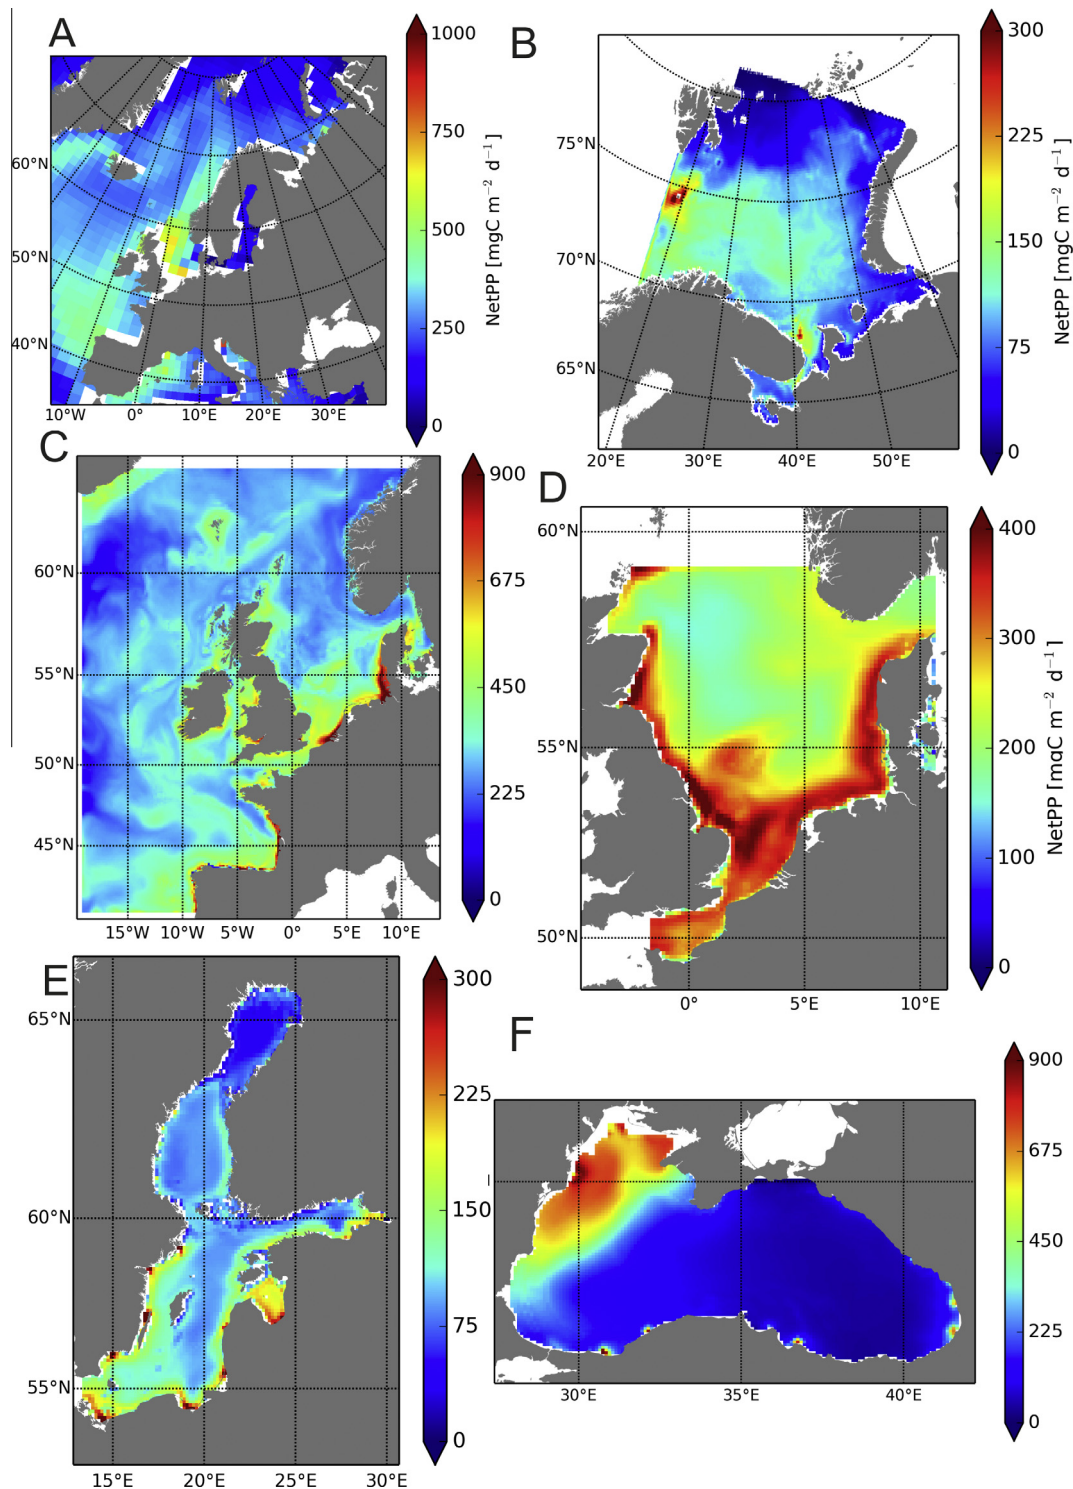 A
1000
750
500
250
0
NetPP [mgC m⁻² d⁻¹]
60°N
50°N
40°N
10°W
0°
10°E
20°E
30°E
B
300
225
150
75
0
NetPP [mgC m⁻² d⁻¹]
75°N
70°N
65°N
20°E
30°E
40°E
50°E
C
900
675
450
225
0
60°N
55°N
50°N
45°N
15°W
10°W
5°W
0°
5°E
10°E
D
400
300
200
100
0
NetPP [mgC m⁻² d⁻¹]
60°N
55°N
50°N
0°
5°E
10°E
E
300
225
150
75
0
65°N
60°N
55°N
15°E
20°E
25°E
30°E
F
900
675
450
225
0
30°E
35°E
40°E